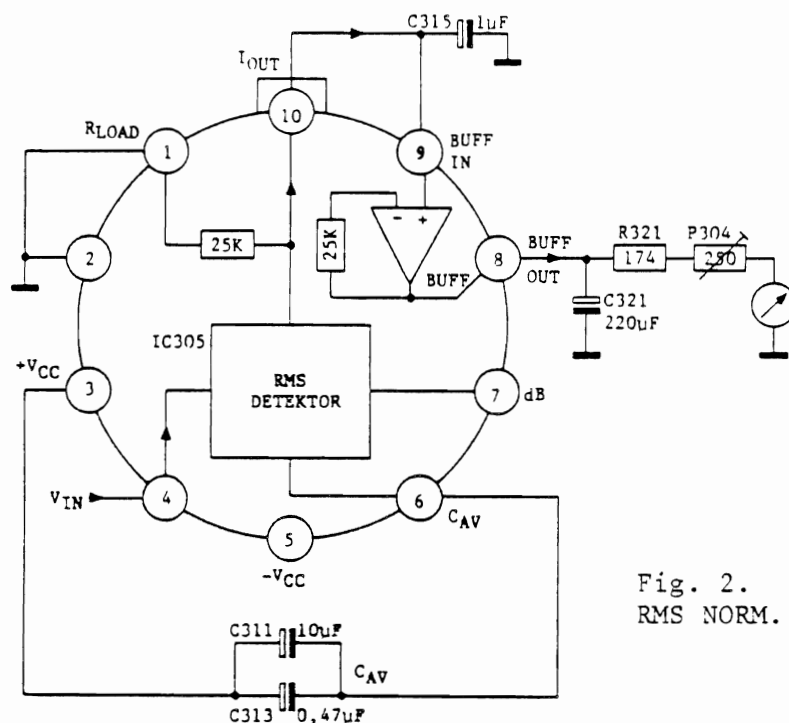 C315 1uF
IOUT
10
RLOAD
1
9
BUFF
IN
25K
25K
- +
2
BUFF
8
BUFF
OUT
R321
174
P304
250
C321
220uF
IC305
+VCC
3
RMS
DETEKTOR
7
dB
VIN
4
6
CAV
5
-VCC
Fig. 2.
RMS NORM.
C311 10uF
CAV
C313 0,47uF